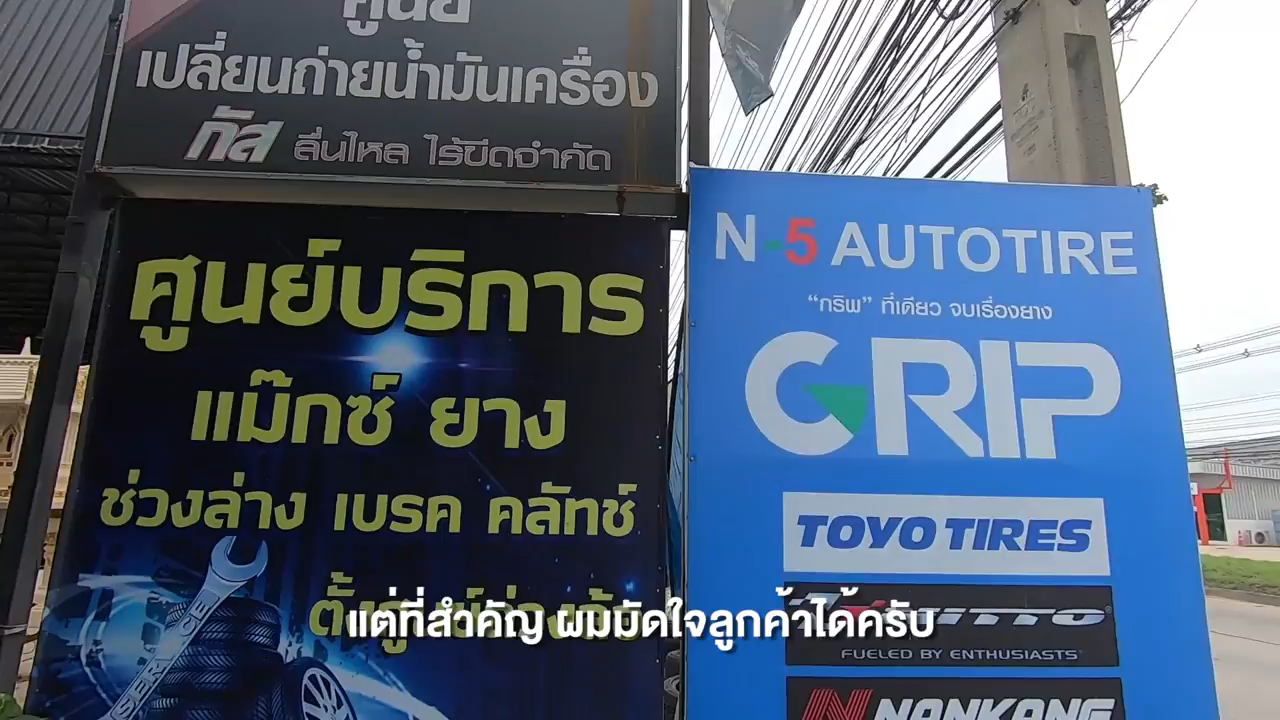 ศูนย์
เปลี่ยนถ่ายน้ำมันเครื่อง
กัส ลื่นไหล ไร้ขีดจำกัด
ศูนย์บริการ
แม๊กซ์ ยาง
ช่วงล่าง เบรค คลัทช์
SERVICE
N-5 AUTOTIRE
“กริพ” ที่เดียว จบเรื่องยาง
GRIP
TOYO TIRES
NITTO
FUELED BY ENTHUSIASTS
NANKANG
แต่ที่สำคัญ ผมมัดใจลูกค้าได้ครับ